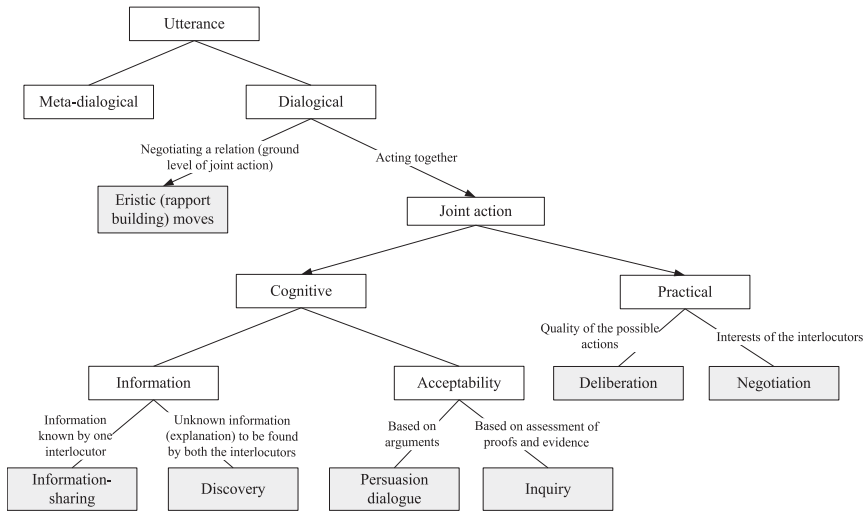 Utterance
Meta-dialogical
Dialogical
Negotiating a relation (ground
level of joint action)
Acting together
Eristic (rapport
building) moves
Joint action
Cognitive
Practical
Quality of the possible
actions
Interests of the interlocutors
Information
Acceptability
Deliberation
Negotiation
Information
known by one
interlocutor
Unknown information
(explanation) to be found
by both the interlocutors
Based on
arguments
Based on assessment of
proofs and evidence
Information-
sharing
Discovery
Persuasion
dialogue
Inquiry